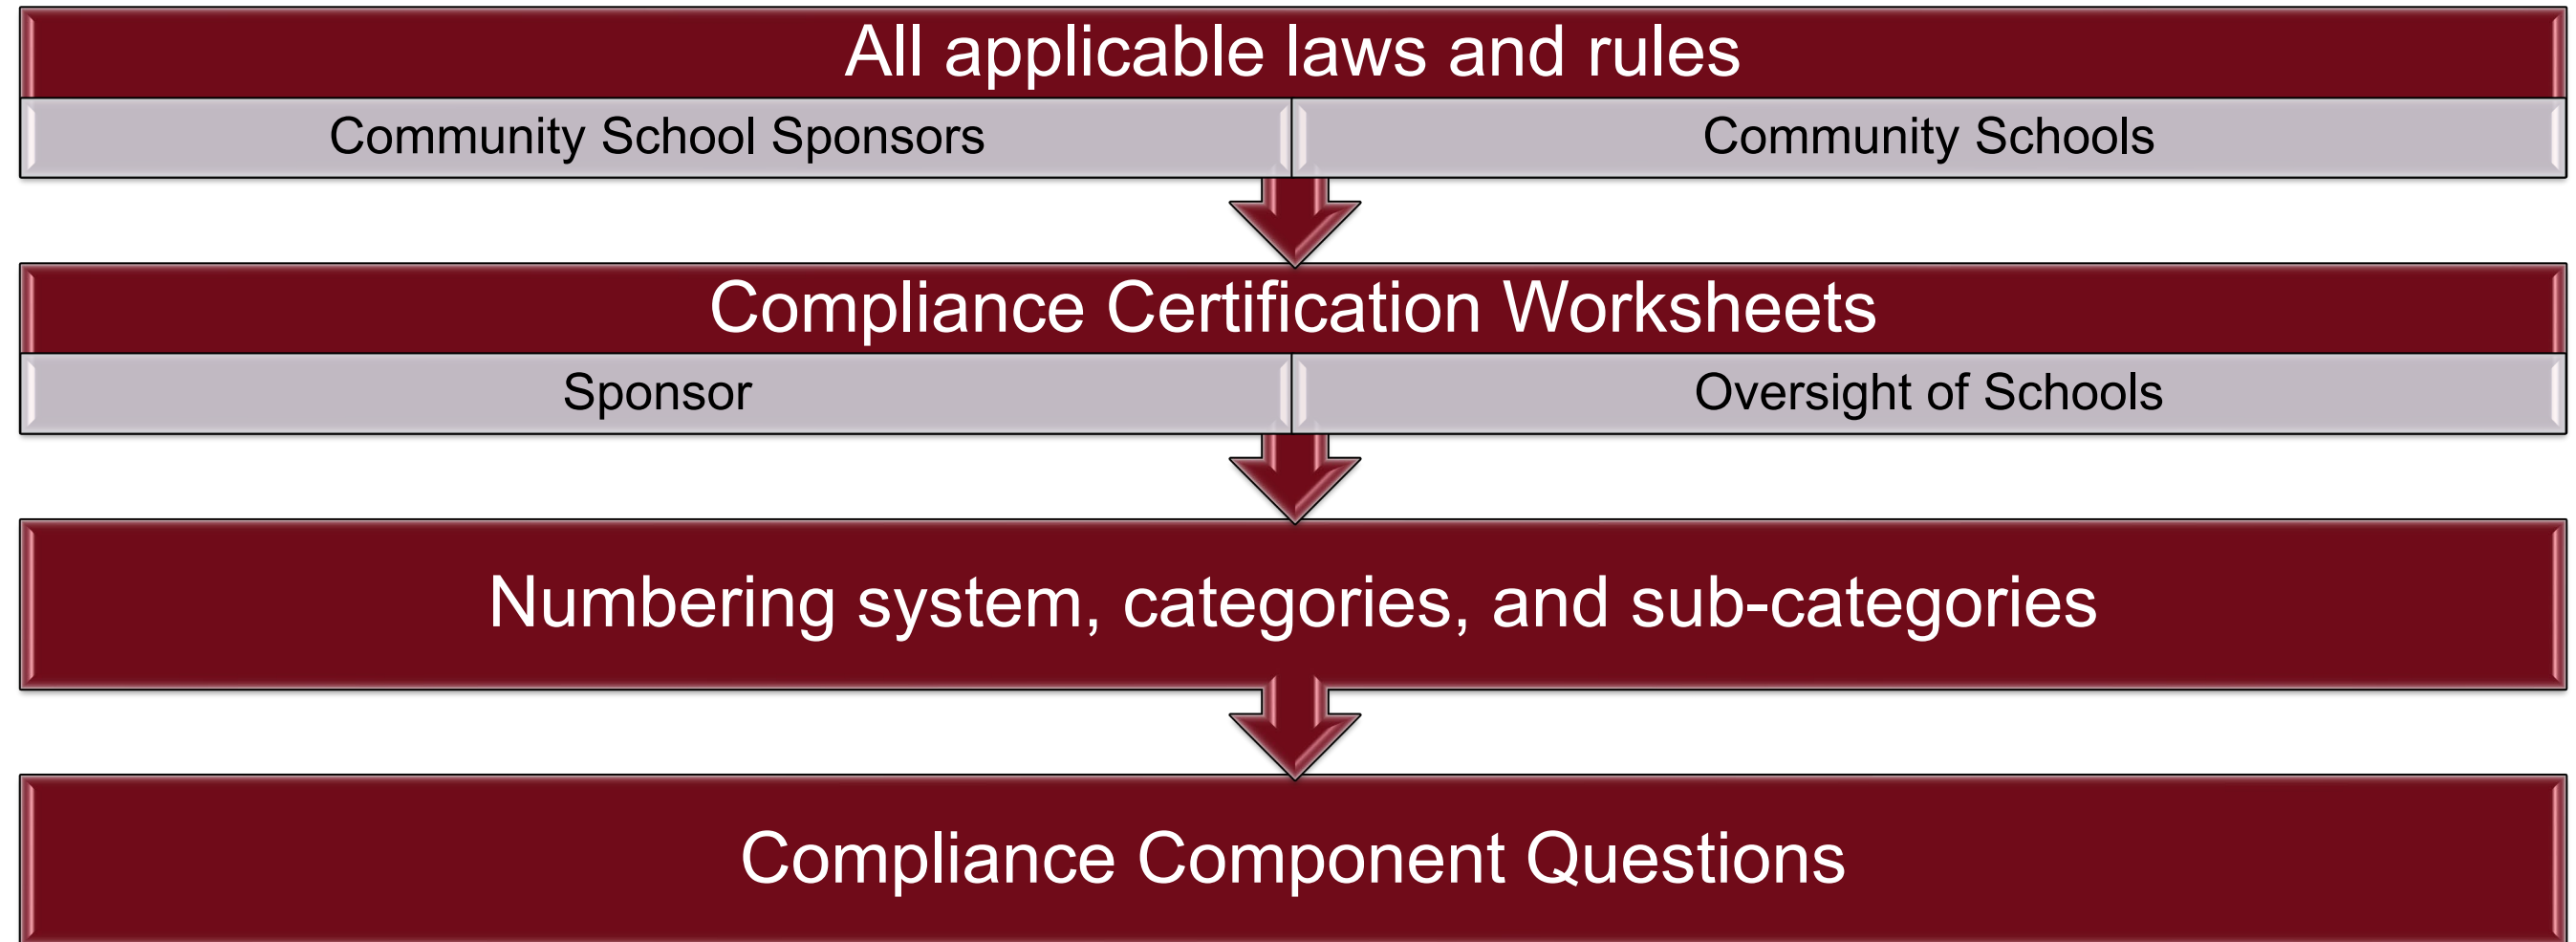 All applicable laws and rules
Community School Sponsors
Community Schools
Compliance Certification Worksheets
Sponsor
Oversight of Schools
Numbering system, categories, and sub-categories
Compliance Component Questions